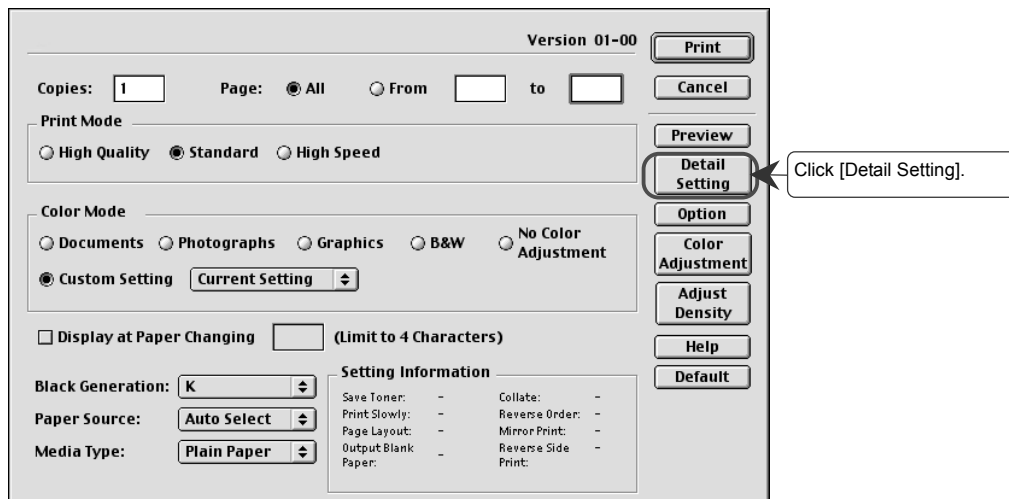 Version 01-00
Print
Copies: 1 Page: All From to
Cancel
Print Mode
High Quality Standard High Speed
Preview
Detail
Setting
Click [Detail Setting].
Color Mode
Documents Photographs Graphics B&W No Color
Adjustment
Custom Setting Current Setting
Option
Color
Adjustment
Adjust
Density
Display at Paper Changing (Limit to 4 Characters)
Help
Default
Black Generation: K
Paper Source: Auto Select
Media Type: Plain Paper
Setting Information
Save Toner: - Collate: -
Print Slowly: - Reverse Order: -
Page Layout: - Mirror Print: -
Output Blank Reverse Side -
Paper: - Print: